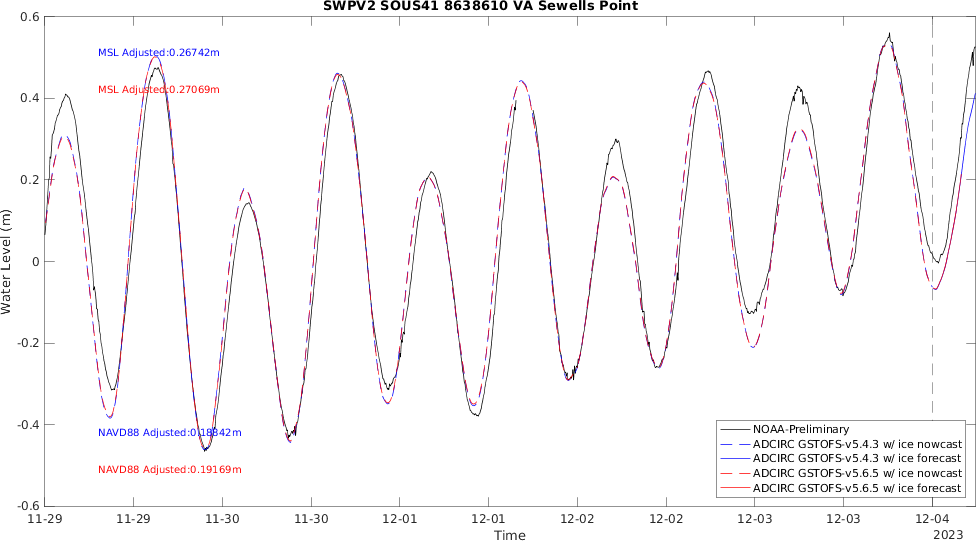 SWPV2 SOUS41 8638610 VA Sewells Point
0.6
0.4
0.2
0
-0.2
-0.4
-0.6
Water Level (m)
MSL Adjusted:0.26742m
MSL Adjusted:0.27069m
NAVD88 Adjusted:0.18842m
NAVD88 Adjusted:0.19169m
NOAA-Preliminary
ADCIRC GSTOFS-v5.4.3 w/ ice nowcast
ADCIRC GSTOFS-v5.4.3 w/ ice forecast
ADCIRC GSTOFS-v5.6.5 w/ ice nowcast
ADCIRC GSTOFS-v5.6.5 w/ ice forecast
11-29 11-29 11-30 11-30 12-01 12-01 12-02 12-02 12-03 12-03 12-04
Time
2023